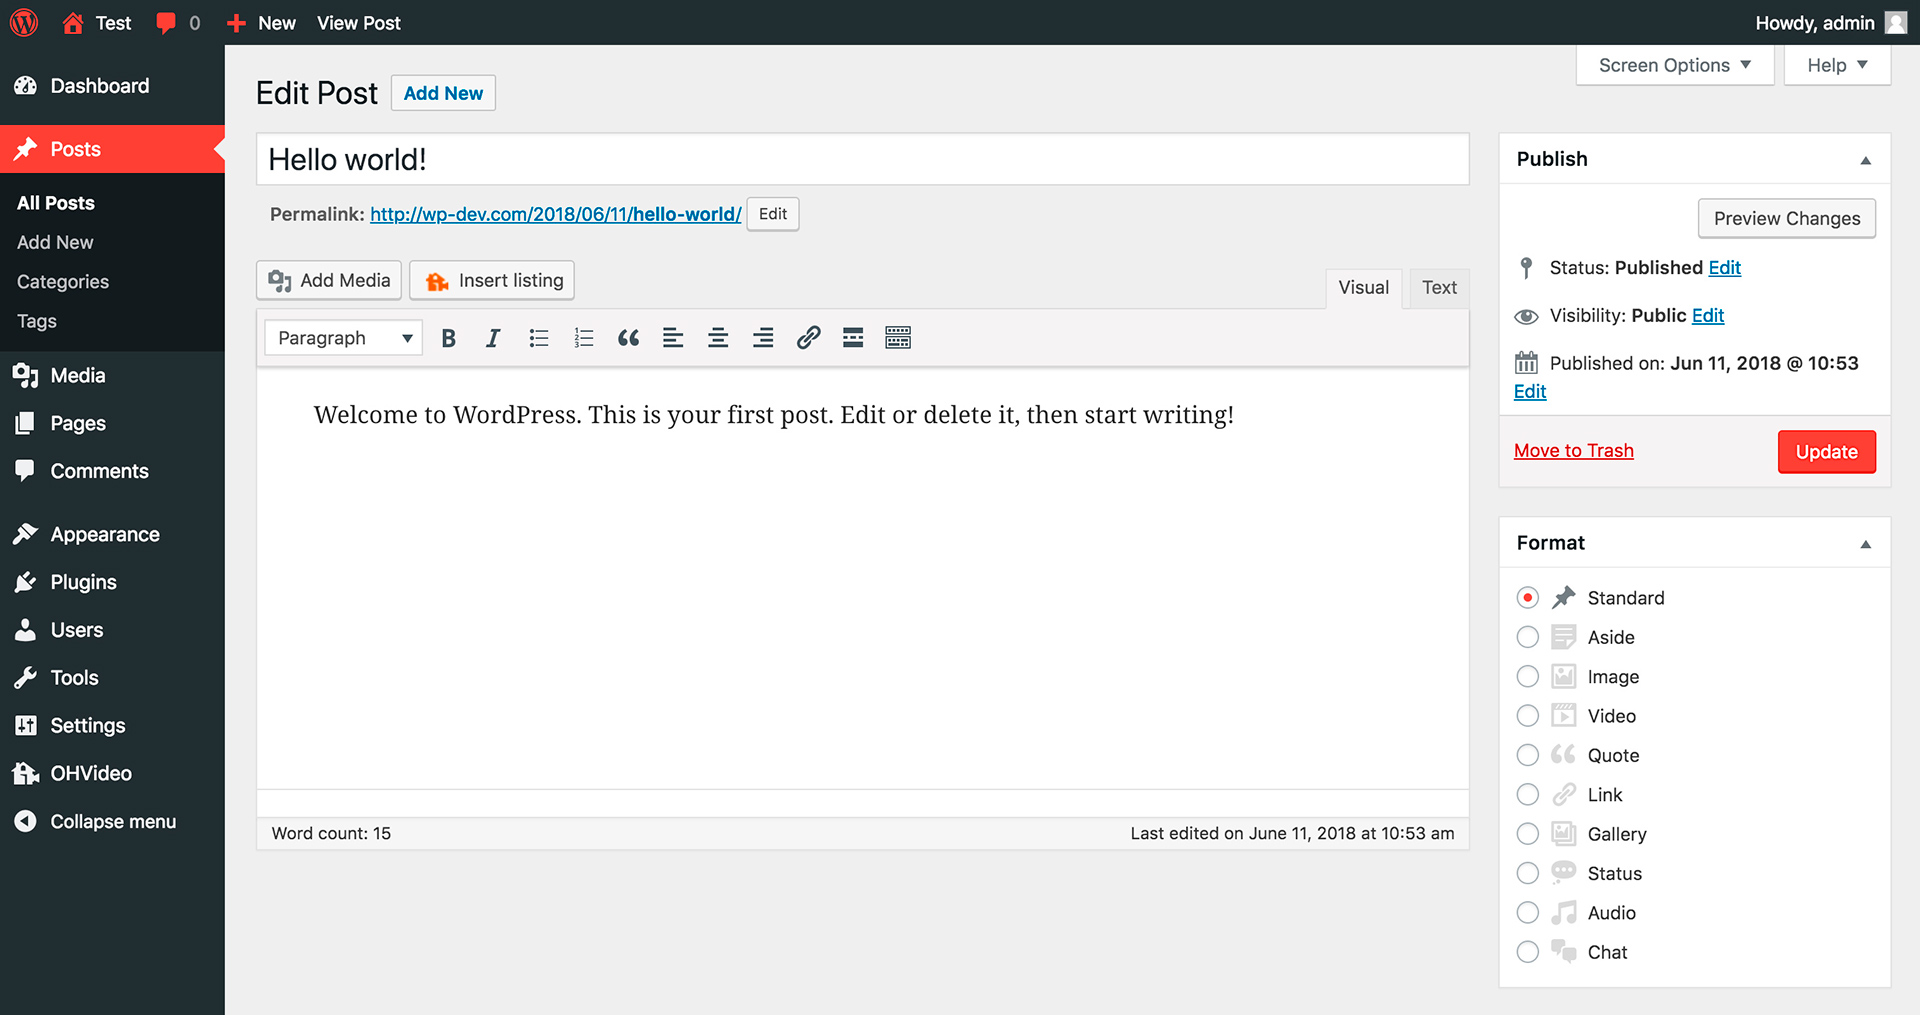 Test 0 New View Post Howdy, admin
Screen Options Help
Dashboard
Posts
All Posts
Add New
Categories
Tags
Media
Pages
Comments
Appearance
Plugins
Users
Tools
Settings
OHVideo
Collapse menu
Edit Post Add New
Hello world!
Permalink: http://wp-dev.com/2018/06/11/hello-world/ Edit
Add Media Insert listing
Visual Text
Paragraph B I
Welcome to WordPress. This is your first post. Edit or delete it, then start writing!
Word count: 15 Last edited on June 11, 2018 at 10:53 am
Publish
Preview Changes
Status: Published Edit
Visibility: Public Edit
Published on: Jun 11, 2018 @ 10:53
Edit
Move to Trash Update
Format
Standard
Aside
Image
Video
Quote
Link
Gallery
Status
Audio
Chat